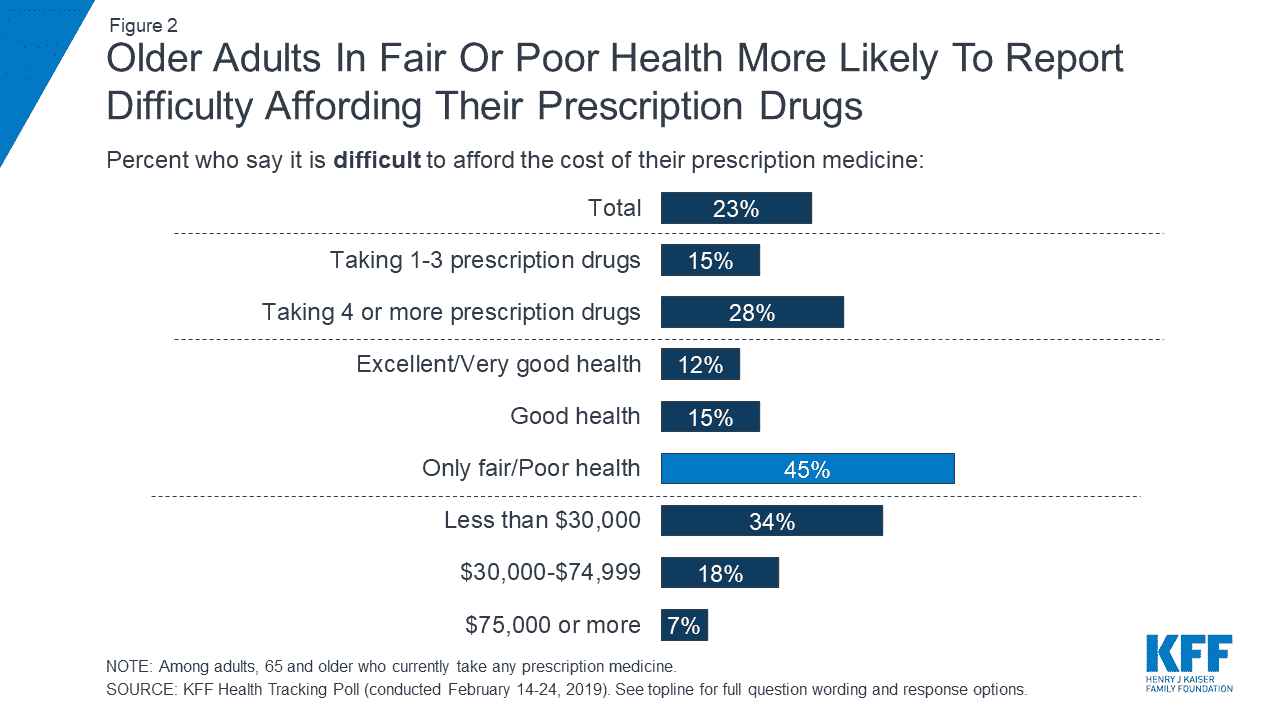 Figure 2
Older Adults In Fair Or Poor Health More Likely To Report
Difficulty Affording Their Prescription Drugs
Percent who say it is difficult to afford the cost of their prescription medicine:
Total 23%
Taking 1-3 prescription drugs 15%
Taking 4 or more prescription drugs 28%
Excellent/Very good health 12%
Good health 15%
Only fair/Poor health 45%
Less than $30,000 34%
$30,000-$74,999 18%
$75,000 or more 7%
NOTE: Among adults, 65 and older who currently take any prescription medicine.
SOURCE: KFF Health Tracking Poll (conducted February 14-24, 2019). See topline for full question wording and response options.
KFF
HENRY J KAISER
FAMILY FOUNDATION